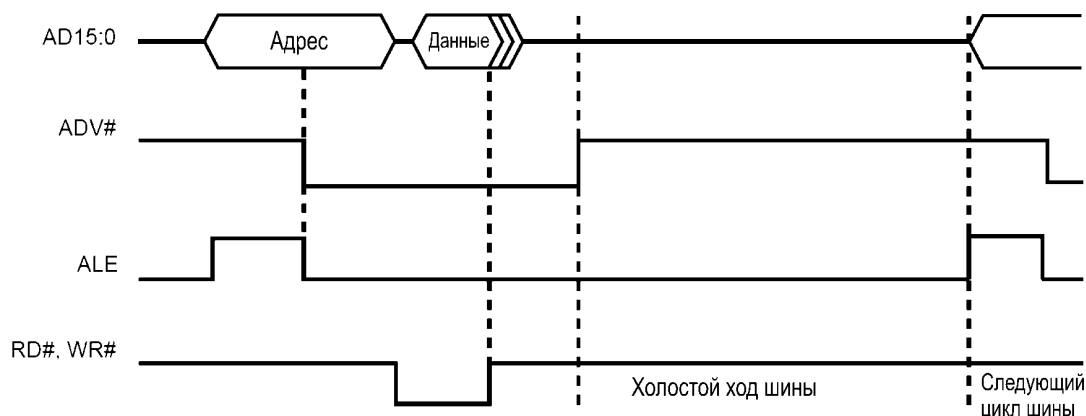 AD15:0
Адрес
Данные
ADV#
ALE
RD#, WR#
Холостой ход шины
Следующий
цикл шины